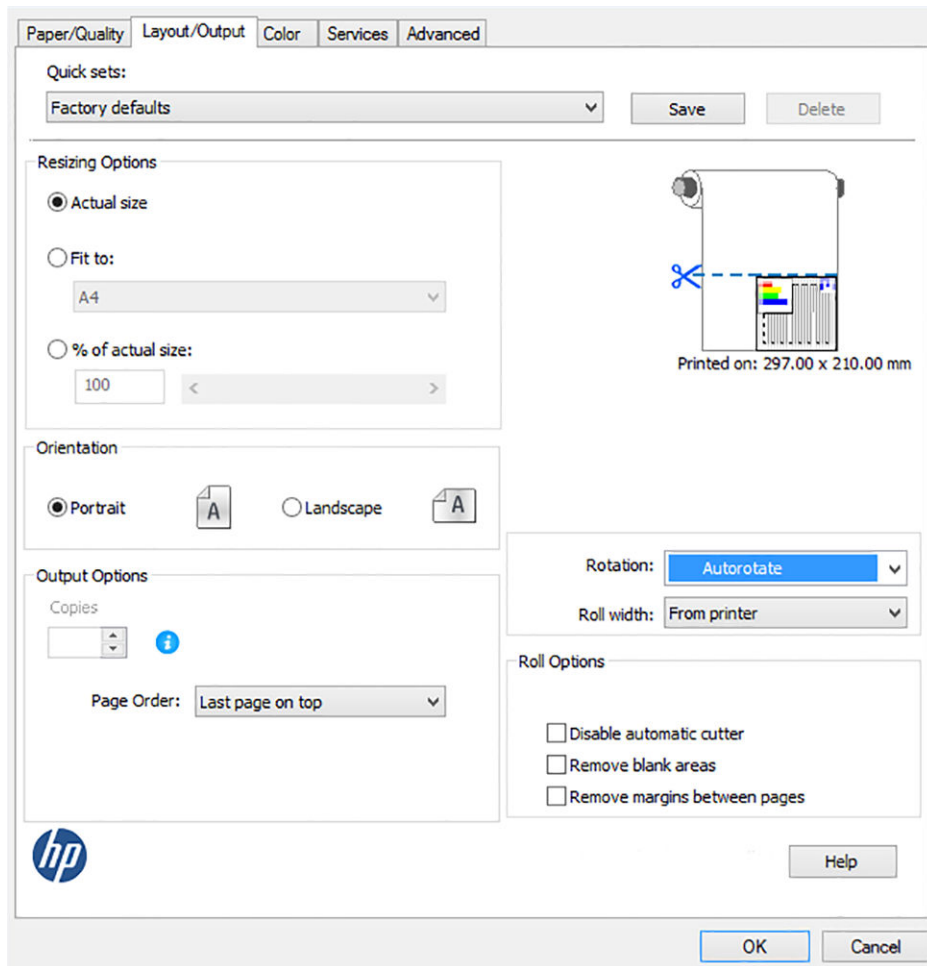 Paper/Quality Layout/Output Color Services Advanced
Quick sets:
Factory defaults Save Delete
Resizing Options
Actual size
Fit to:
A4
% of actual size:
100
Printed on: 297.00 x 210.00 mm
Orientation
Portrait A Landscape A
Output Options
Copies
Page Order: Last page on top
Rotation: Autorotate
Roll width: From printer
Roll Options
Disable automatic cutter
Remove blank areas
Remove margins between pages
hp
Help
OK Cancel